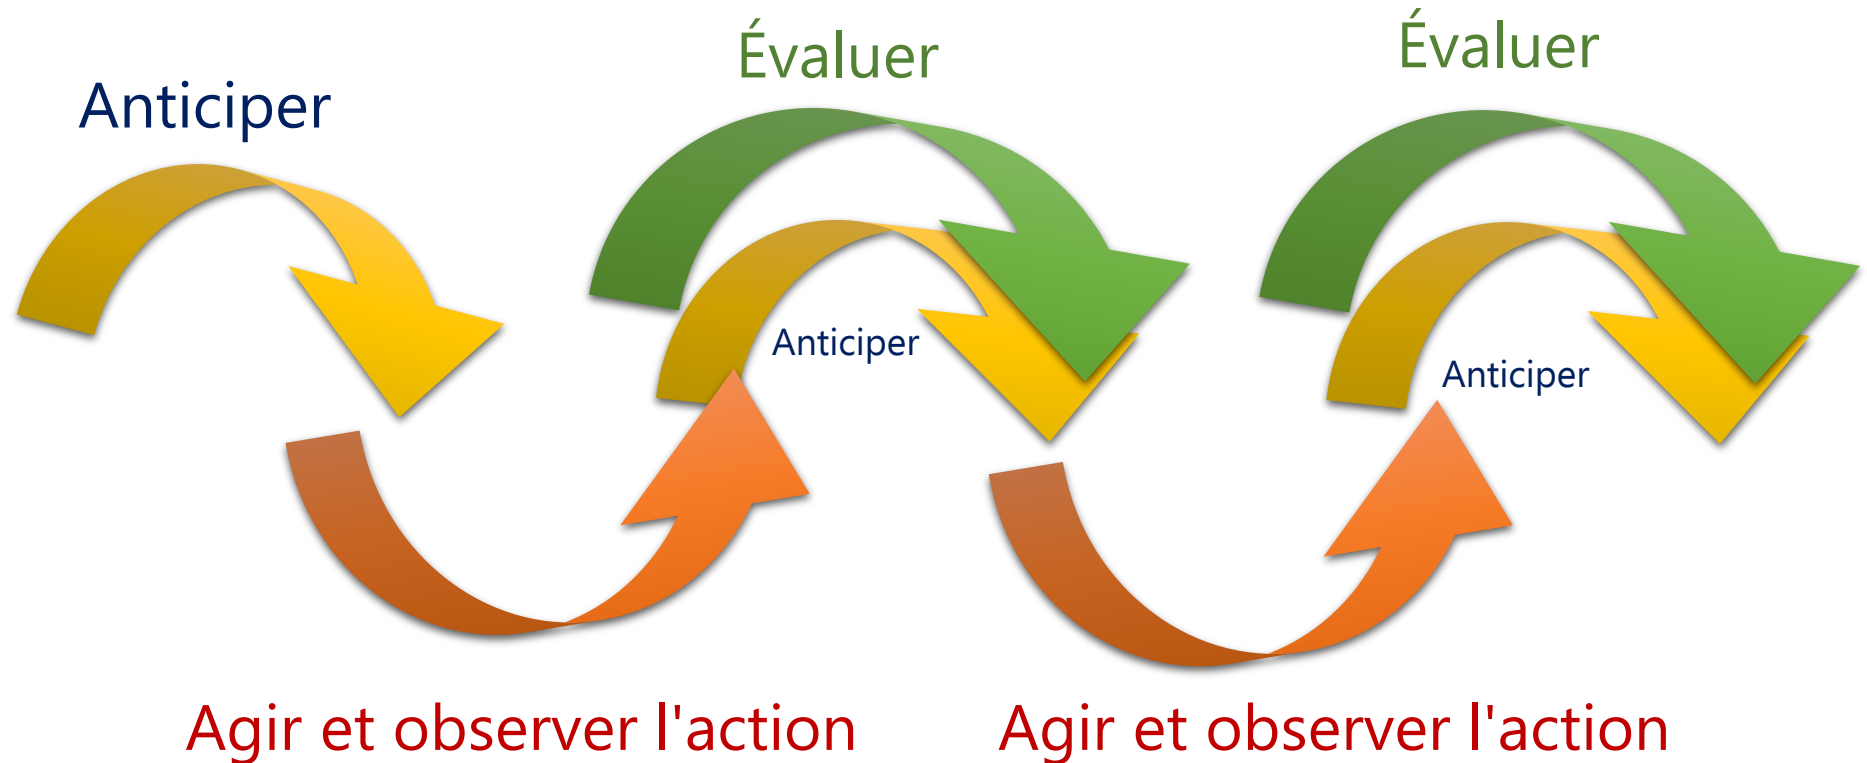 Anticiper
Évaluer
Évaluer
Anticiper
Anticiper
Agir et observer l'action
Agir et observer l'action